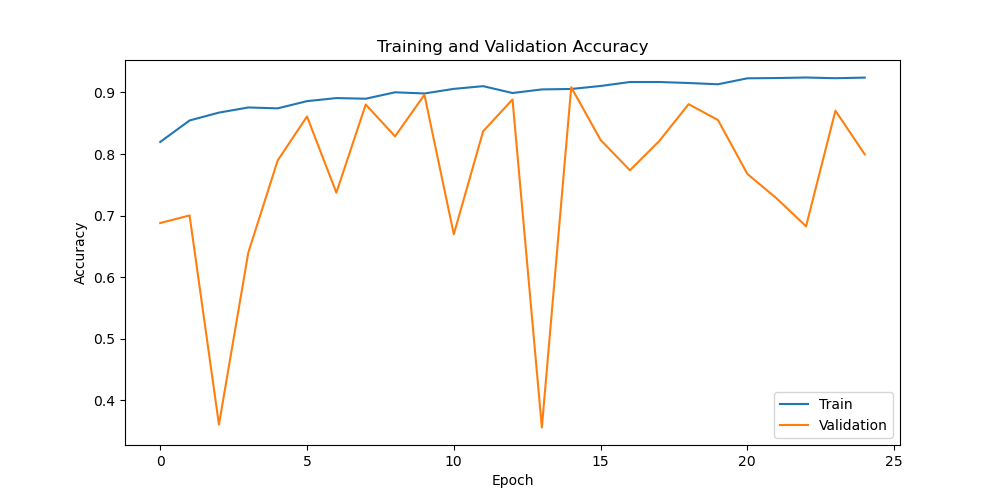 Training and Validation Accuracy
Accuracy
0.9
0.8
0.7
0.6
0.5
0.4
Train
Validation
0 5 10 15 20 25
Epoch